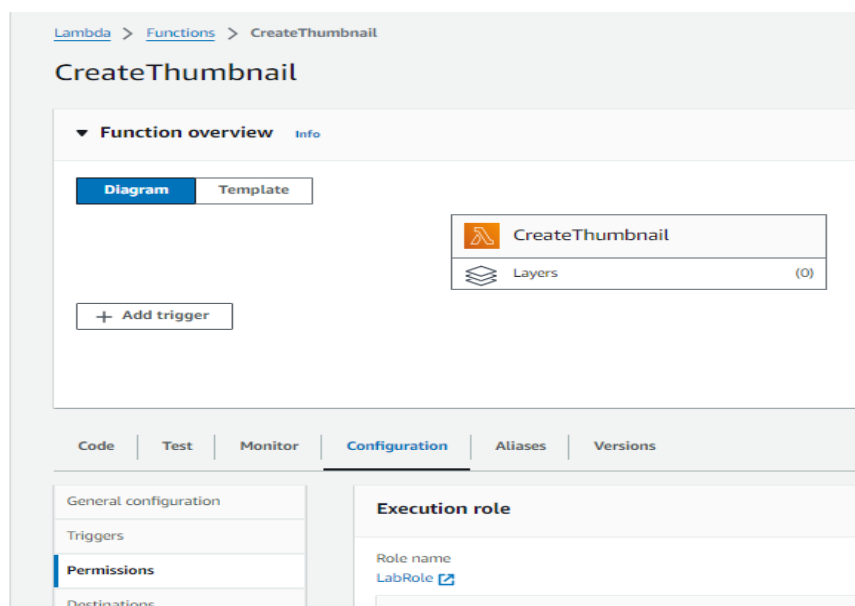 Lambda > Functions > CreateThumbnail
CreateThumbnail
Function overview Info
Diagram Template
CreateThumbnail
Layers (0)
+ Add trigger
Code Test Monitor Configuration Aliases Versions
General configuration
Triggers
Permissions
Destinations
Execution role
Role name
LabRole